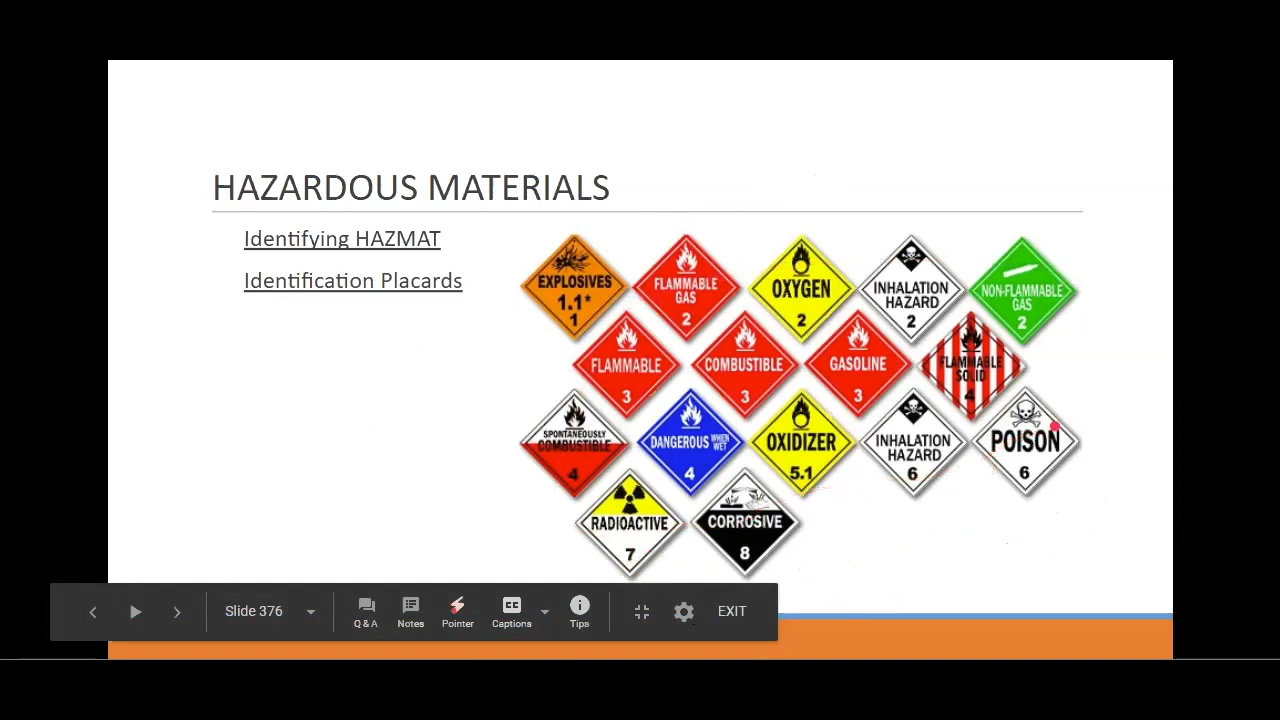 HAZARDOUS MATERIALS
Identifying HAZMAT
Identification Placards
EXPLOSIVES
1.1*
1
FLAMMABLE
GAS
2
OXYGEN
2
INHALATION
HAZARD
2
NON-FLAMMABLE
GAS
2
FLAMMABLE
3
COMBUSTIBLE
3
GASOLINE
3
FLAMMABLE
SOLID
4
SPONTANEOUSLY
COMBUSTIBLE
4
DANGEROUS WHEN WET
4
OXIDIZER
5.1
INHALATION
HAZARD
6
POISON
6
RADIOACTIVE
7
CORROSIVE
8
Slide 376
Q & A
Notes
Pointer
CC
Captions
Tips
EXIT